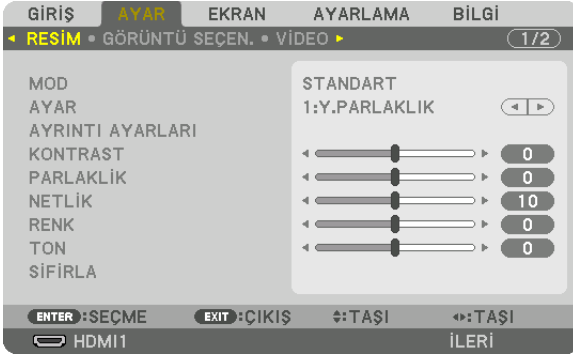 GİRİŞ AYAR EKRAN AYARLAMA BİLGİ
RESİM • GÖRÜNTÜ SEÇEN. • VİDEO 1/2
MOD STANDART
AYAR 1:Y.PARLAKLIK
AYRINTI AYARLARI
KONTRAST 0
PARLAKLİK 0
NETLİK 10
RENK 0
TON 0
SİFİRLA
ENTER :SEÇME EXIT :ÇIKIŞ :TAŞI :TAŞI
HDMI1 İLERİ